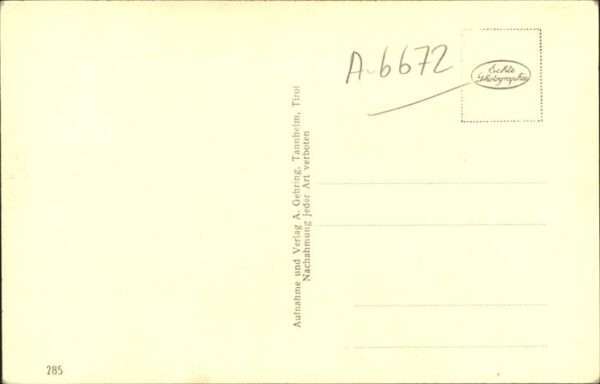 A-6672
Echte
Photographie
Aufnahme und Verlag A. Gehring, Tannheim, Tirol
Nachahmung jeder Art verboten
285